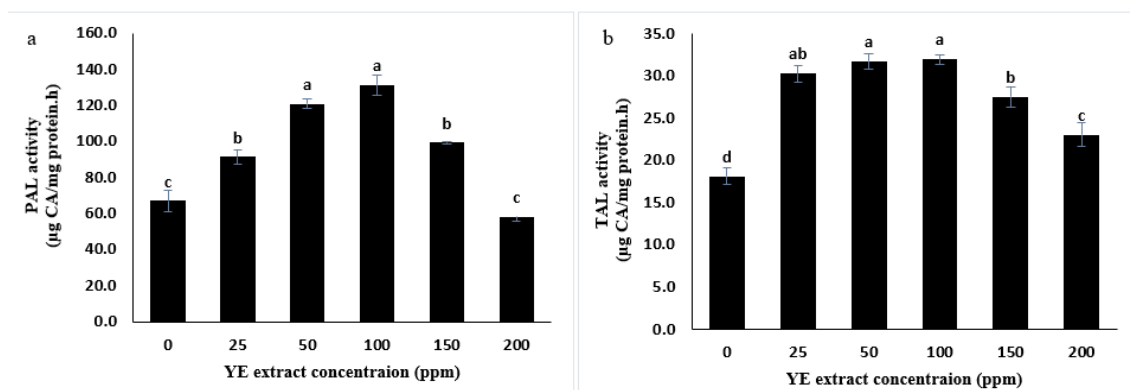 a
160.0
140.0
120.0
100.0
80.0
60.0
40.0
20.0
0.0
PAL activity
(µg CA/mg protein.h)
c
b
a
a
b
c
0 25 50 100 150 200
YE extract concentraion (ppm)
b
35.0
30.0
25.0
20.0
15.0
10.0
5.0
0.0
TAL activity
(µg CA/mg protein.h)
d
ab
a
a
b
c
0 25 50 100 150 200
YE extract concentraion (ppm)